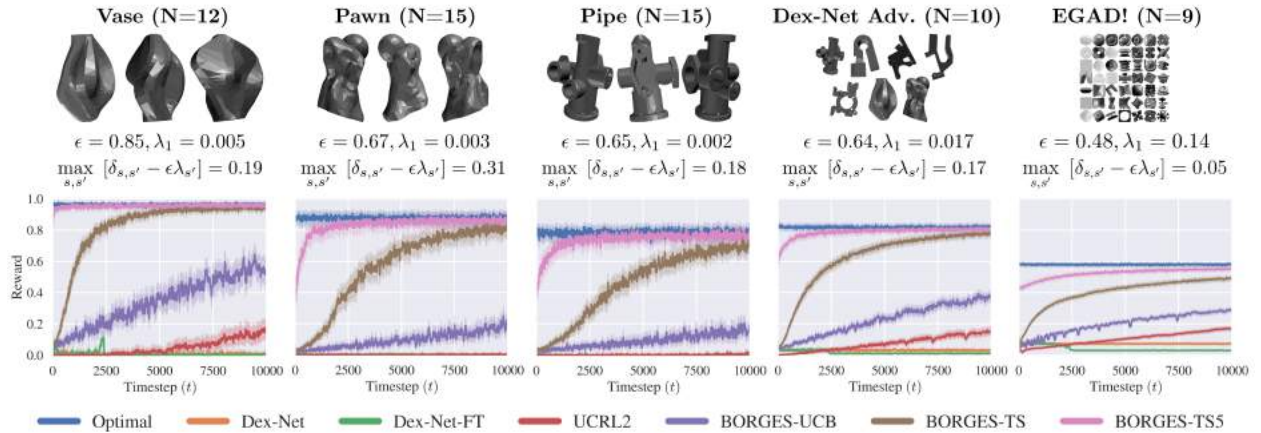 Vase (N=12) Pawn (N=15) Pipe (N=15) Dex-Net Adv. (N=10) EGAD! (N=9)
ϵ = 0.85, λ₁ = 0.005 ϵ = 0.67, λ₁ = 0.003 ϵ = 0.65, λ₁ = 0.002 ϵ = 0.64, λ₁ = 0.017 ϵ = 0.48, λ₁ = 0.14
max [δs,s′ − ϵλs′] = 0.19 max [δs,s′ − ϵλs′] = 0.31 max [δs,s′ − ϵλs′] = 0.18 max [δs,s′ − ϵλs′] = 0.17 max [δs,s′ − ϵλs′] = 0.05
s,s′ s,s′ s,s′ s,s′ s,s′
1.0
0.8
0.6
Reward
0.4
0.2
0.0
0 2500 5000 7500 10000 0 2500 5000 7500 10000 0 2500 5000 7500 10000 0 2500 5000 7500 10000 0 2500 5000 7500 10000
Timestep (t) Timestep (t) Timestep (t) Timestep (t) Timestep (t)
Optimal Dex-Net Dex-Net-FT UCRL2 BORGES-UCB BORGES-TS BORGES-TS5